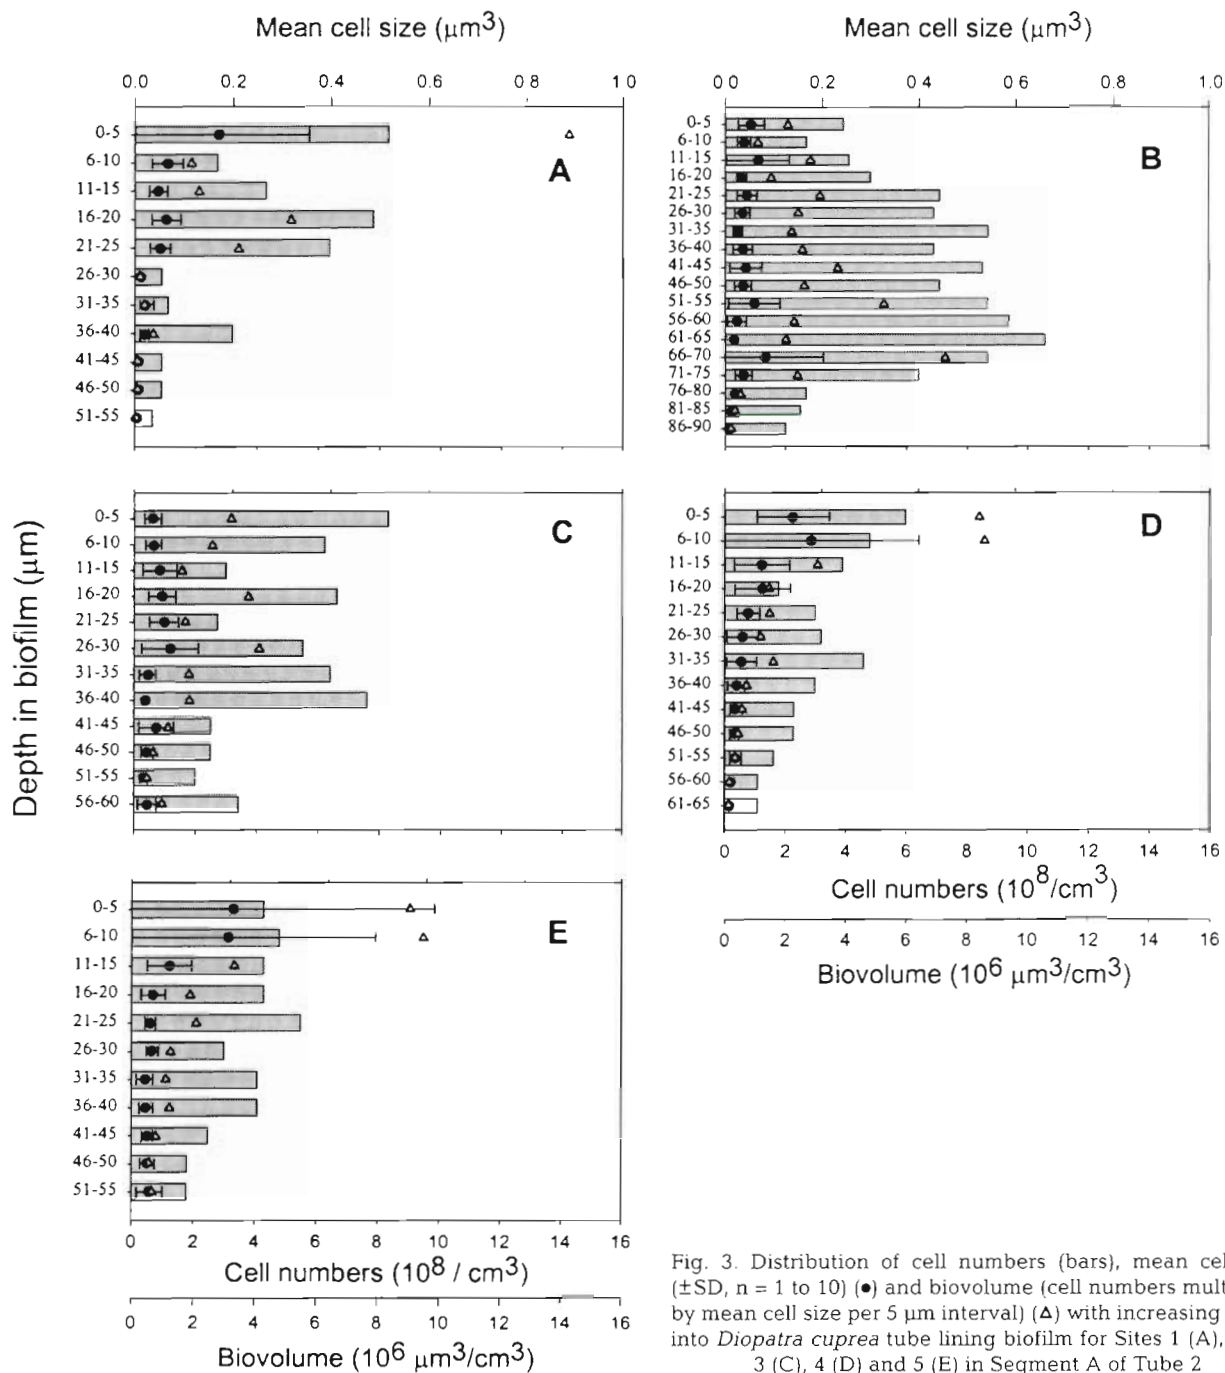 Mean cell size (μm3)
0.0 0.2 0 4 0 6 0 8 1.0
0-5
6-10
11-15
16-20
21-25
26-30
31-35
36-40
41-45
46-50
51-55
A
Mean cell size (μm3)
0 0 0 2 0 4 0 6 0 8 1.0
0-5
6-10
11-15
16-20
21-25
26-30
31-35
36-40
41-45
46-50
51-55
56-60
61-65
66-70
71-75
76-80
81-85
86-90
B
Depth in biofilm (μm)
0-5
6-10
11-15
16-20
21-25
26-30
31-35
36-40
41-45
46-50
51-55
56-60
C
0-5
6-10
11-15
16-20
21-25
26-30
31-35
36-40
41-45
46-50
51-55
56-60
61-65
D
0 2 6 10 14 16
Cell numbers (108/cm3)
0 2 6 10 14 16
Biovolume (106 μm3/cm3)
0-5
6-10
11-15
16-20
21-25
26-30
31-35
36-40
41-45
46-50
51-55
E
0 4 6 8 10 14 16
Cell numbers (108 / cm3)
0 4 6 8 10 14 16
Biovolume (106 μm3/cm3)
Fig. 3. Distribution of cell numbers (bars), mean cel
(±SD, n = 1 to 10) (●) and biovolume (cell numbers mult
by mean cell size per 5 μm interval) (Δ) with increasing
into Diopatra cuprea tube lining biofilm for Sites 1 (A),
3 (C), 4 (D) and 5 (E) in Segment A of Tube 2